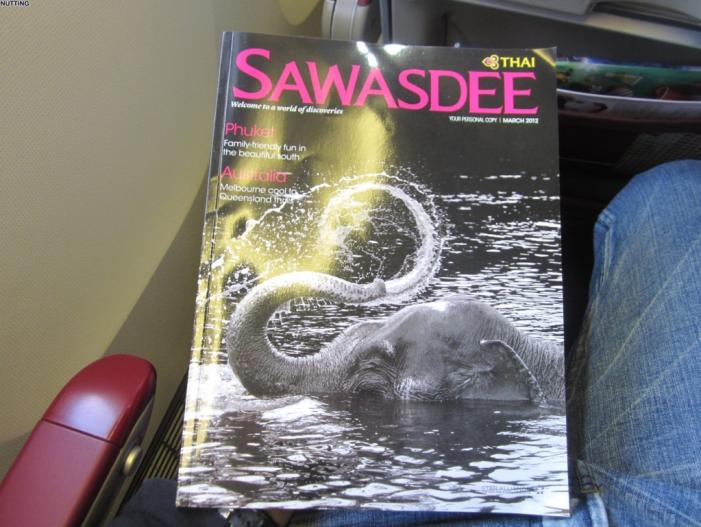 NUTTING
THAI
SAWASDEE
Welcome to a world of discoveries
YOUR PERSONAL COPY | MARCH 2012
Phuket
Family-friendly fun in
the beautiful south
Australia
Melbourne cool to
Queensland